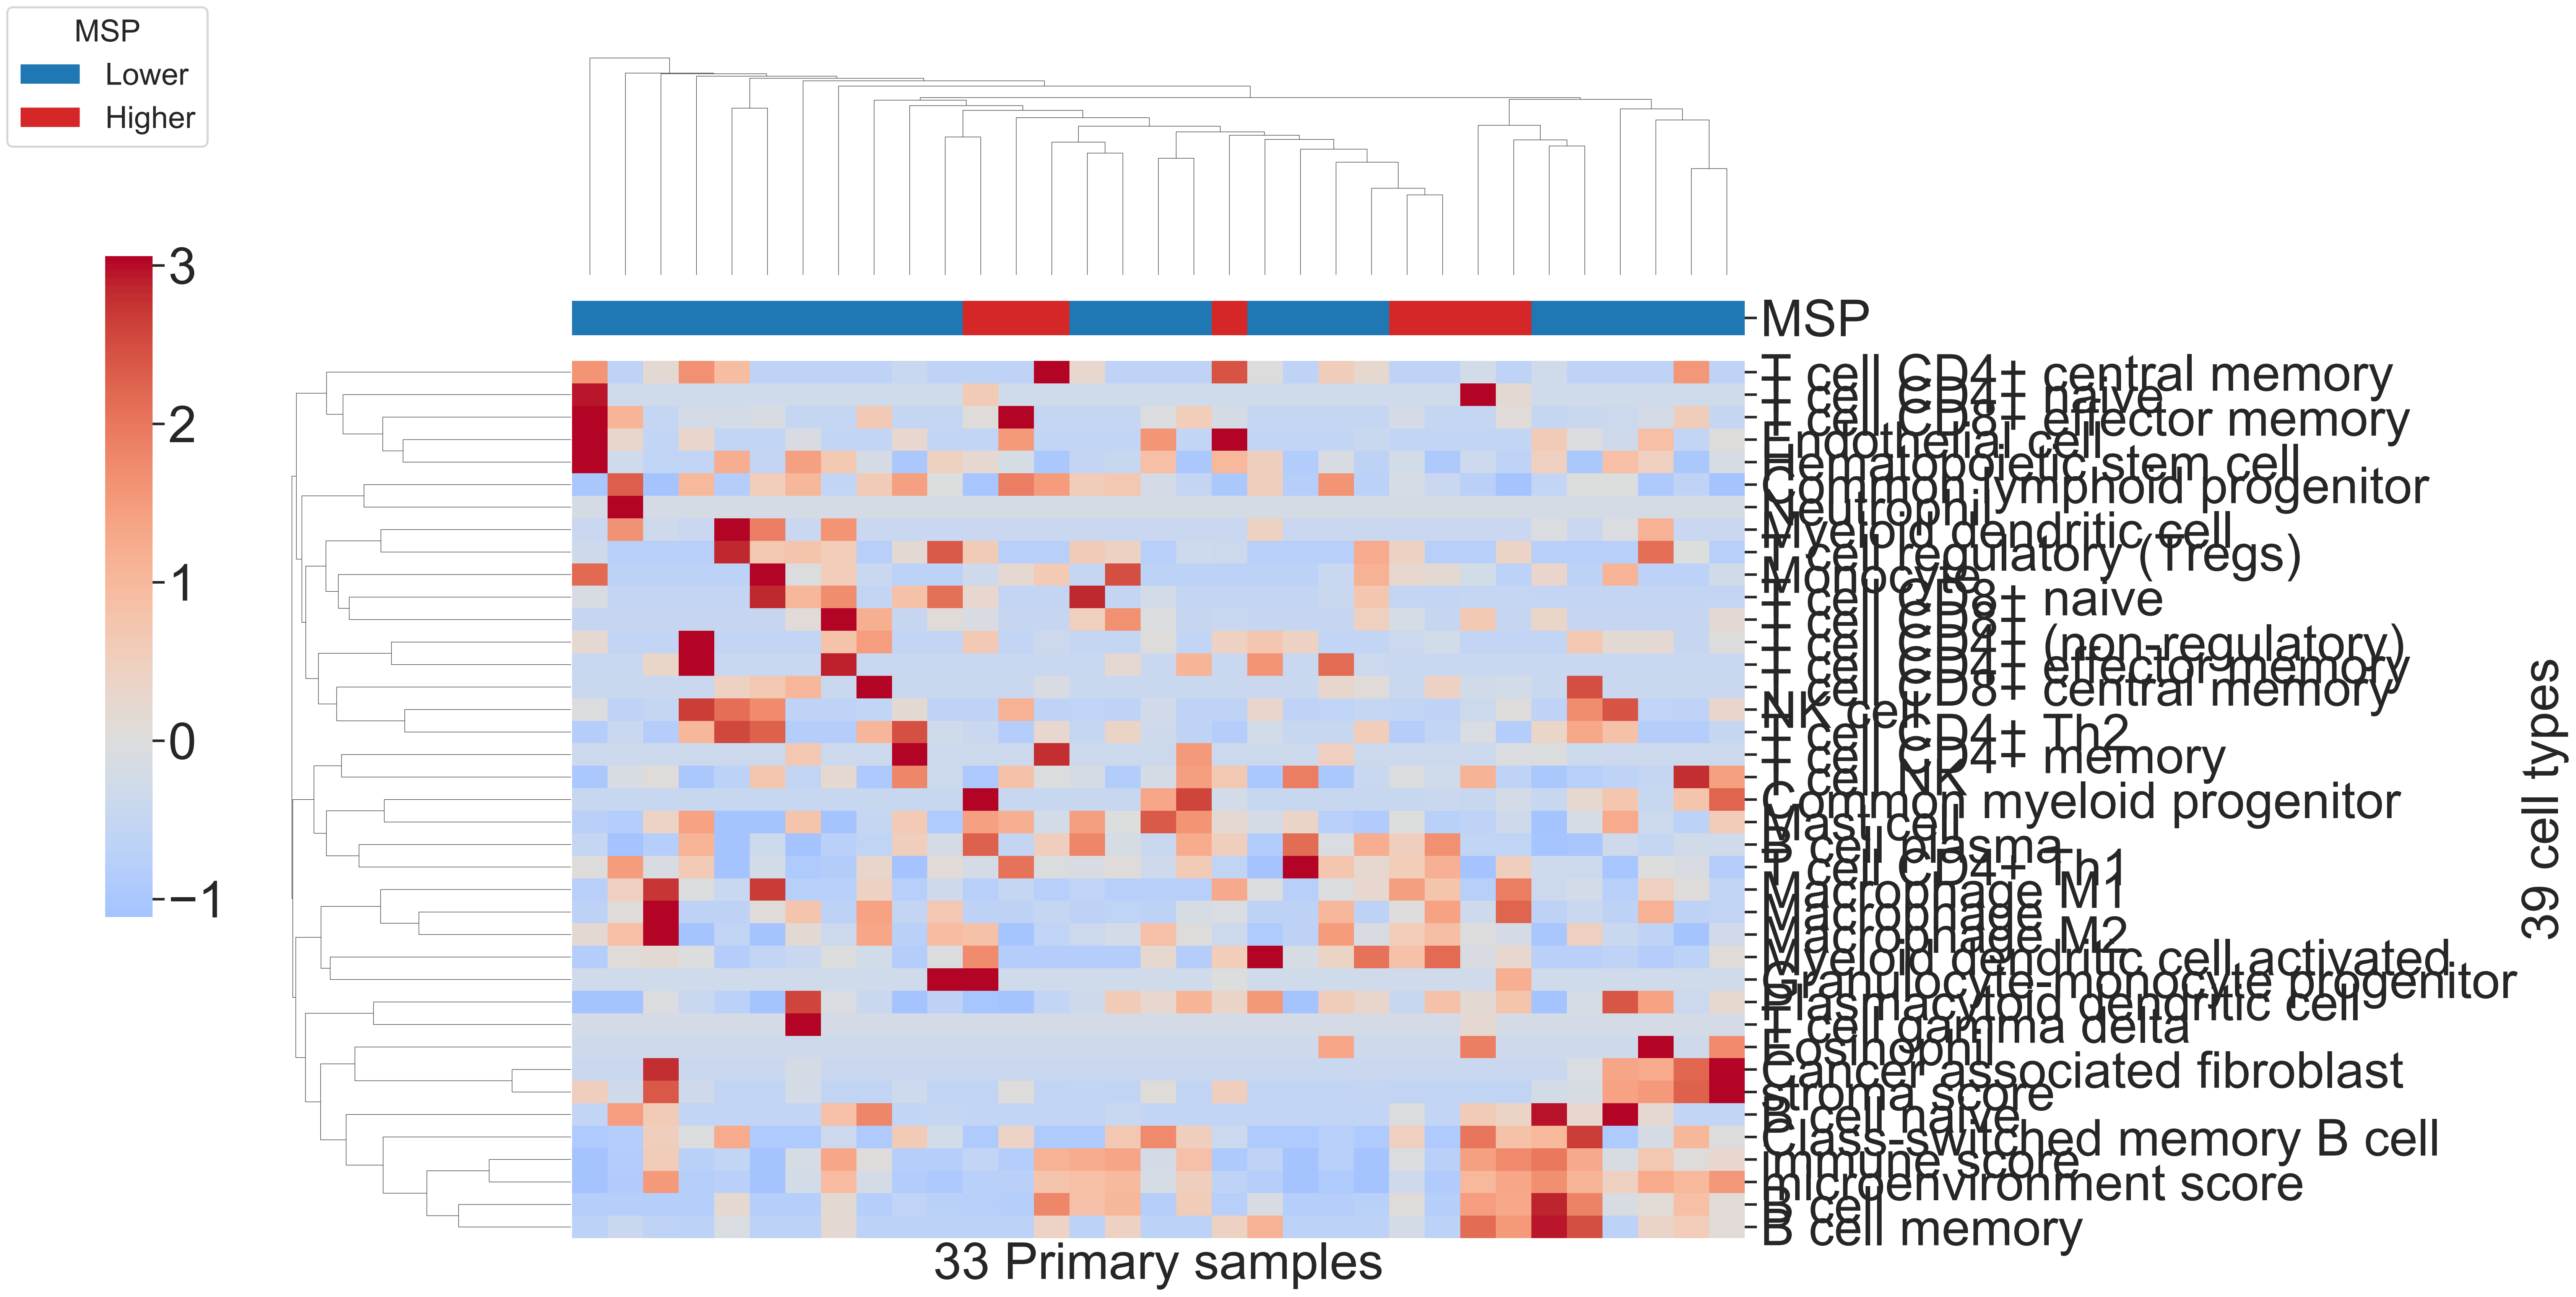 MSP
Lower
Higher
3
2
1
0
−1
MSP
T cell CD4+ central memory
T cell CD4+ naive
T cell CD8+ effector memory
Endothelial cell
Hematopoietic stem cell
Common lymphoid progenitor
Neutrophil
Myeloid dendritic cell
T cell regulatory (Tregs)
Monocyte
T cell CD8+ naive
T cell CD8+
T cell CD4+ (non-regulatory)
T cell CD4+ effector memory
T cell CD8+ central memory
NK cell
T cell CD4+ Th2
T cell CD4+ memory
T cell NK
Common myeloid progenitor
Mast cell
B cell plasma
T cell CD4+ Th1
Macrophage M1
Macrophage
Macrophage M2
Myeloid dendritic cell activated
Granulocyte-monocyte progenitor
Plasmacytoid dendritic cell
T cell gamma delta
Eosinophil
Cancer associated fibroblast
stroma score
B cell naive
Class-switched memory B cell
immune score
microenvironment score
B cell
B cell memory
39 cell types
33 Primary samples